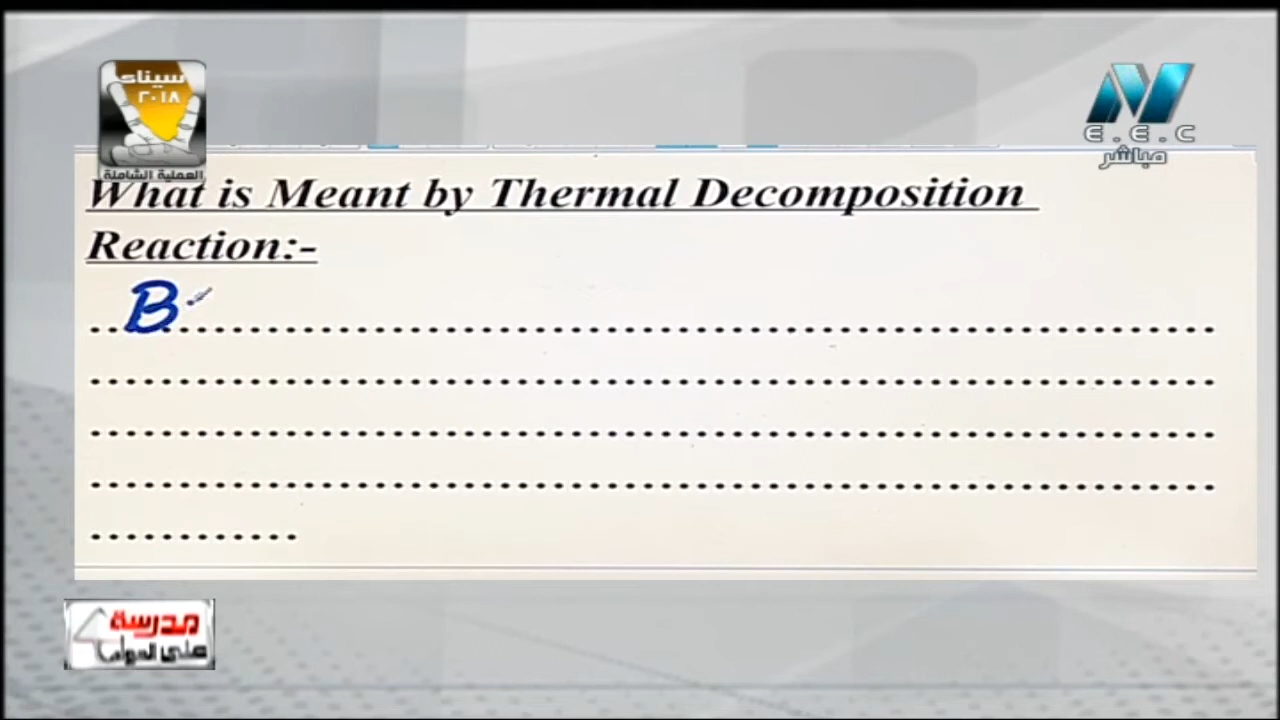 سيناء
٢٠١٨
العملية الشاملة
E.E.C
مباشر
What is Meant by Thermal Decomposition
Reaction:-
B
مدرسة
على الهواء